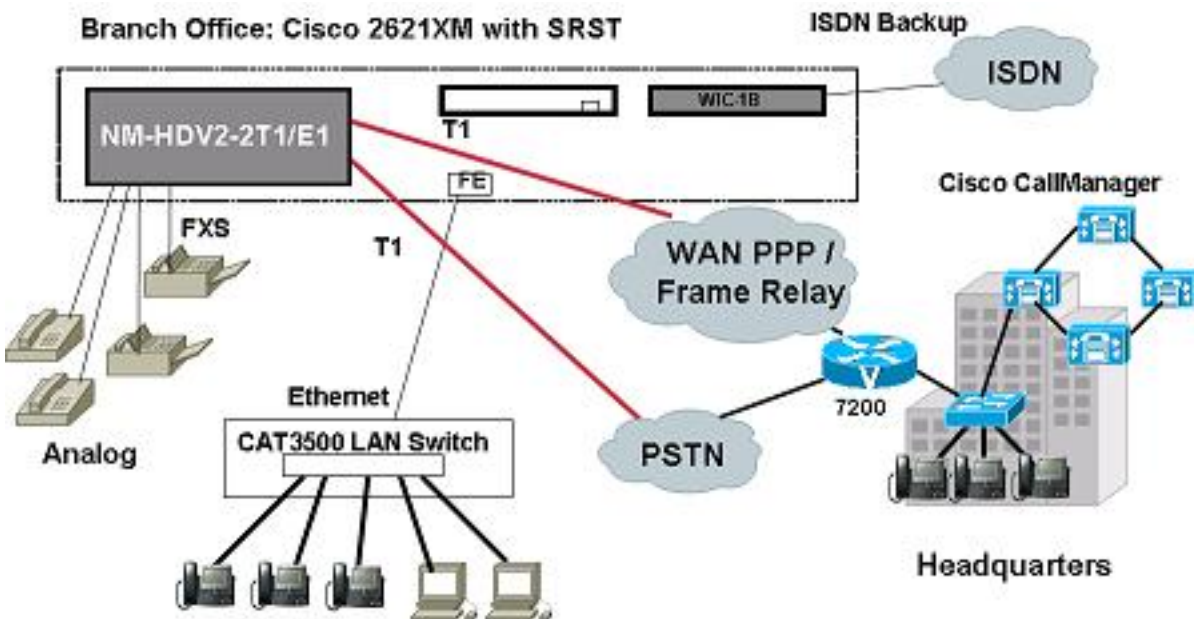 Branch Office: Cisco 2621XM with SRST
ISDN Backup
ISDN
WIC-1B
NM-HDV2-2T1/E1
T1
FE
Cisco CallManager
FXS
T1
WAN PPP /
Frame Relay
Ethernet
V
7200
CAT3500 LAN Switch
Analog
PSTN
Headquarters